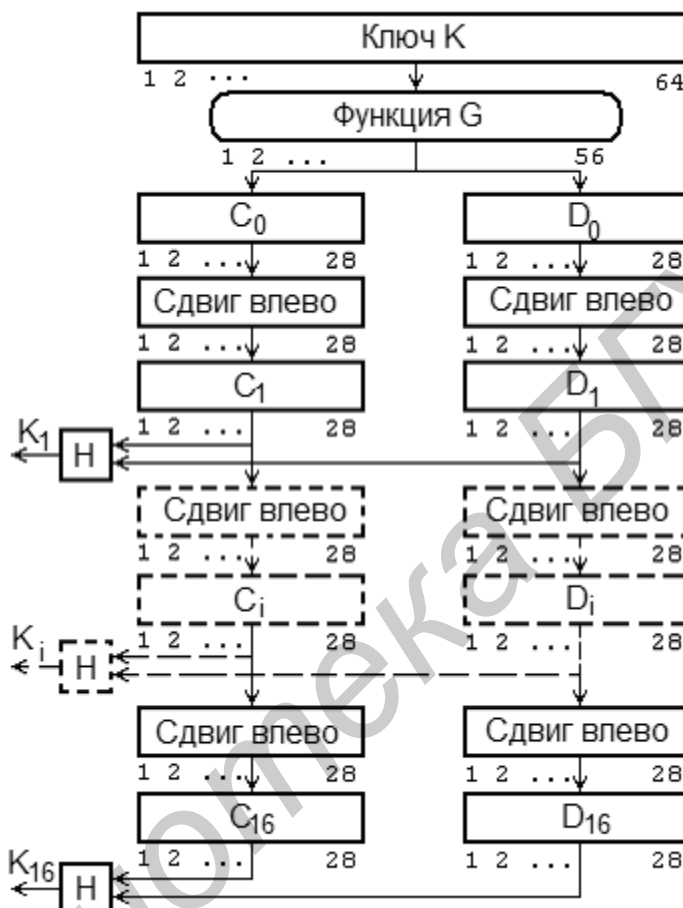 Ключ K
1 2 ... 64
Функция G
1 2 ... 56
C0 D0
1 2 ... 28 1 2 ... 28
Сдвиг влево Сдвиг влево
1 2 ... 28 1 2 ... 28
C1 D1
1 2 ... 28 1 2 ... 28
K1 H
Сдвиг влево Сдвиг влево
1 2 ... 28 1 2 ... 28
Ci Di
1 2 ... 28 1 2 ... 28
Ki H
Сдвиг влево Сдвиг влево
1 2 ... 28 1 2 ... 28
C16 D16
1 2 ... 28 1 2 ... 28
K16 H